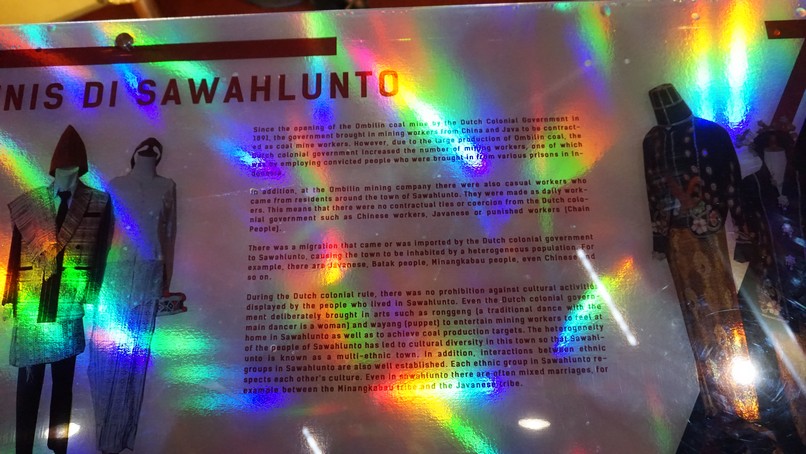 NIS DI SAWAHLUNTO
Since the opening of the Ombilin coal mine by the Dutch Colonial Government in
1891, the government brought in mining workers from China and Java to be contract-
ed as coal mine workers. However, due to the large production of Ombilin coal, the
Dutch colonial government increased the number of mining workers, one of which
was by employing convicted people who were brought in from various prisons in In-
donesia.
In addition, at the Ombilin mining company there were also casual workers who
came from residents around the town of Sawahlunto. They were made as daily work-
ers. This means that there were no contractual ties or coercion from the Dutch colo-
nial government such as Chinese workers, Javanese or punished workers (Chain
People).
There was a migration that came or was imported by the Dutch colonial government
to Sawahlunto, causing the town to be inhabited by a heterogeneous population. For
example, there are Javanese, Batak people, Minangkabau people, even Chinese and
so on.
During the Dutch colonial rule, there was no prohibition against cultural activities
displayed by the people who lived in Sawahlunto. Even the Dutch colonial govern-
ment deliberately brought in arts such as ronggeng (a traditional dance with the
main dancer is a woman) and wayang (puppet) to entertain mining workers to feel at
home in Sawahlunto as well as to achieve coal production targets. The heterogeneity
of the people of Sawahlunto has led to cultural diversity in this town so that Sawahl-
unto is known as a multi-ethnic town. In addition, interactions between ethnic
groups in Sawahlunto are also well established. Each ethnic group in Sawahlunto re-
spects each other's culture. Even in sawahlunto there are often mixed marriages, for
example between the Minangkabau tribe and the Javanese tribe.